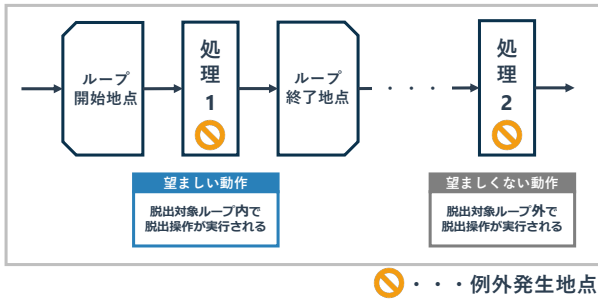 ループ
開始地点
処理
1
ループ
終了地点
・・・
処理
2
望ましい動作
脱出対象ループ内で
脱出操作が実行される
望ましくない動作
脱出対象ループ外で
脱出操作が実行される
・・・例外発生地点